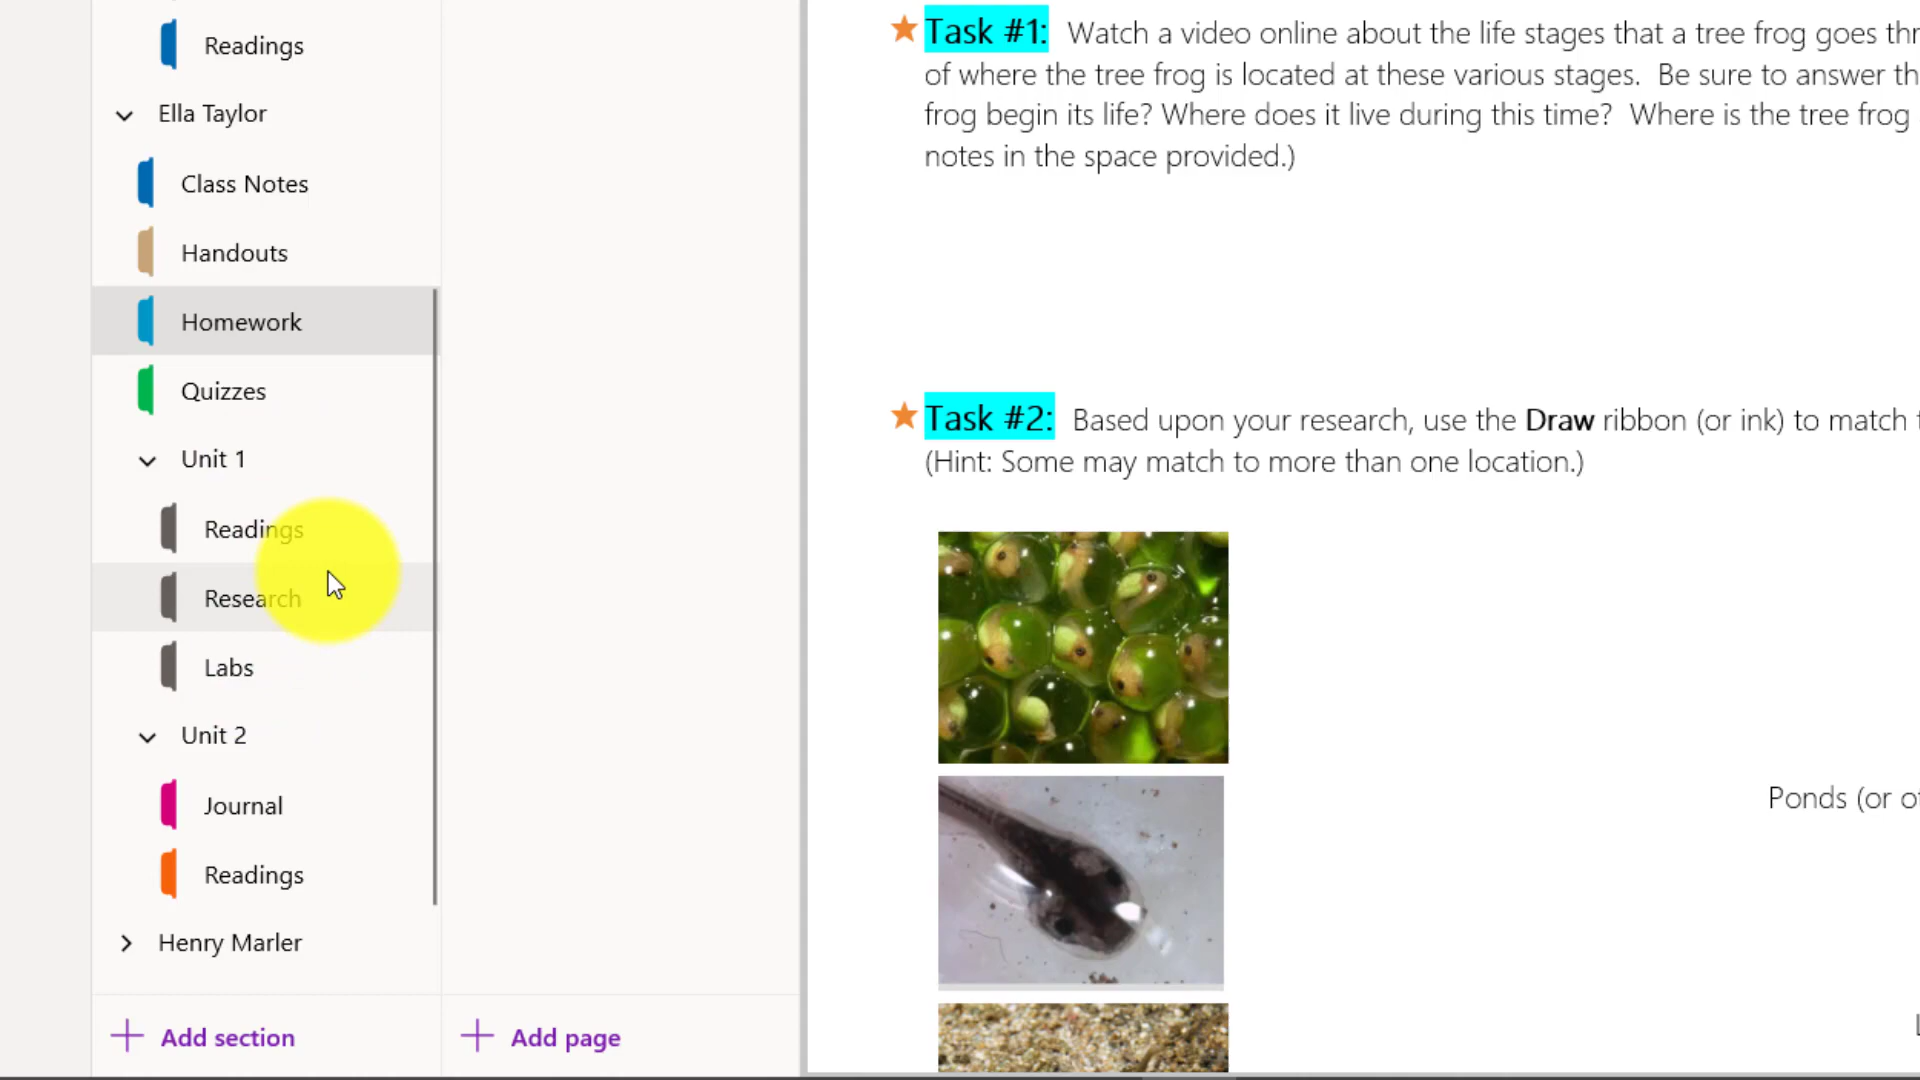 Readings
Ella Taylor
Class Notes
Handouts
Homework
Quizzes
Unit 1
Readings
Research
Labs
Unit 2
Journal
Readings
Henry Marler
Add section
Add page
Task #1: Watch a video online about the life stages that a tree frog goes thr
of where the tree frog is located at these various stages. Be sure to answer th
frog begin its life? Where does it live during this time? Where is the tree frog
notes in the space provided.)
Task #2: Based upon your research, use the Draw ribbon (or ink) to match
(Hint: Some may match to more than one location.)
Ponds (or o